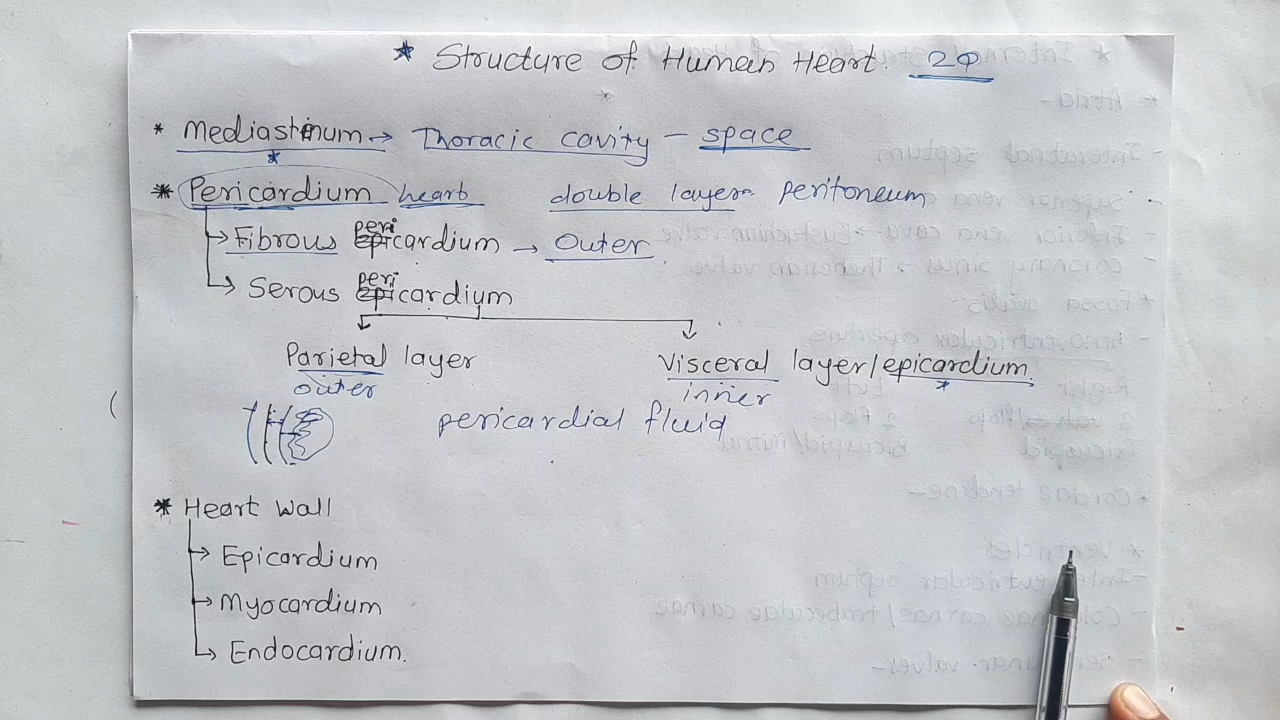 * Structure of Human Heart. 2Q
* Mediastinum → Thoracic cavity - space
* Pericardium heart double layer peritoneum
→ Fibrous pericardium → Outer
→ Serous pericardium
Parietal layer Visceral layer/epicardium.
outer inner
pericardial fluid
* Heart Wall
→ Epicardium
→ Myocardium
→ Endocardium.